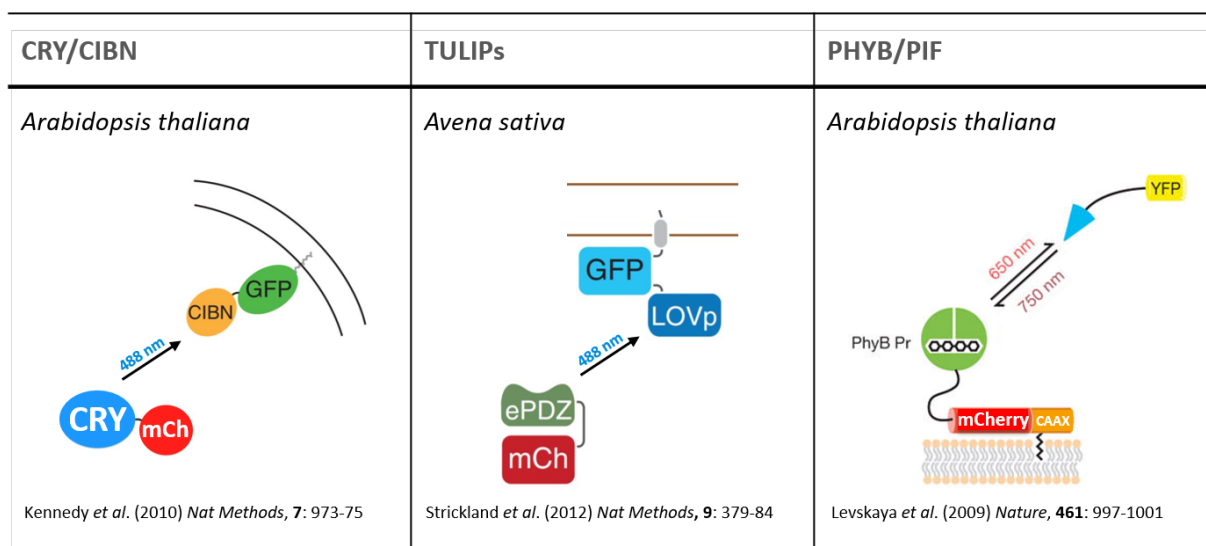 CRY/CIBN
Arabidopsis thaliana
GFP
CIBN
488 nm
CRY
mCh
Kennedy et al. (2010) Nat Methods, 7: 973-75
TULIPs
Avena sativa
GFP
LOVp
488 nm
ePDZ
mCh
Strickland et al. (2012) Nat Methods, 9: 379-84
PHYB/PIF
Arabidopsis thaliana
YFP
650 nm
750 nm
PhyB Pr
mCherry CAAX
Levskaya et al. (2009) Nature, 461: 997-1001